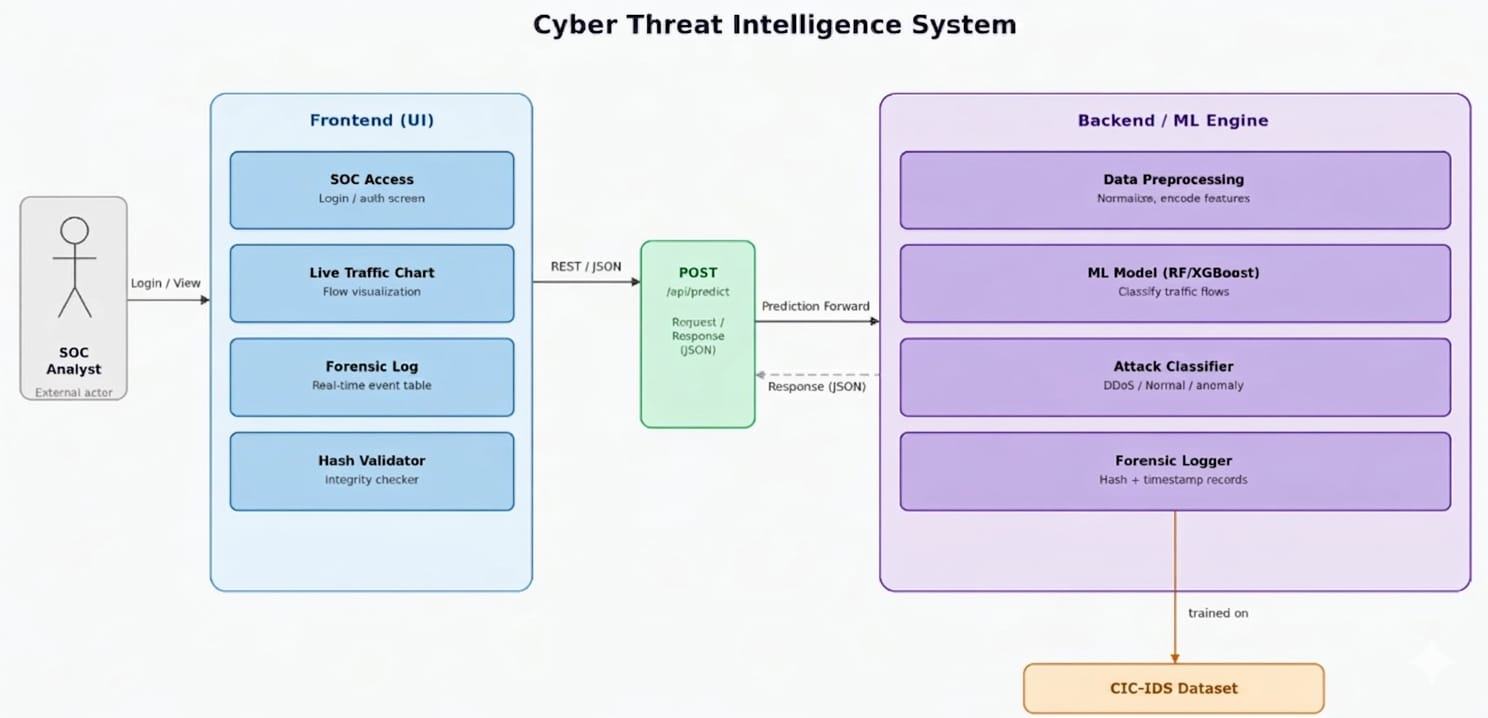 Cyber Threat Intelligence System
SOC
Analyst
External actor
Login / View
Frontend (UI)
SOC Access
Login / auth screen
Live Traffic Chart
Flow visualization
Forensic Log
Real-time event table
Hash Validator
Integrity checker
REST / JSON
POST
/api/predict
Request /
Response
(JSON)
Prediction Forward
Response (JSON)
Backend / ML Engine
Data Preprocessing
Normalize, encode features
ML Model (RF/XGBoost)
Classify traffic flows
Attack Classifier
DDoS / Normal / anomaly
Forensic Logger
Hash + timestamp records
trained on
CIC-IDS Dataset